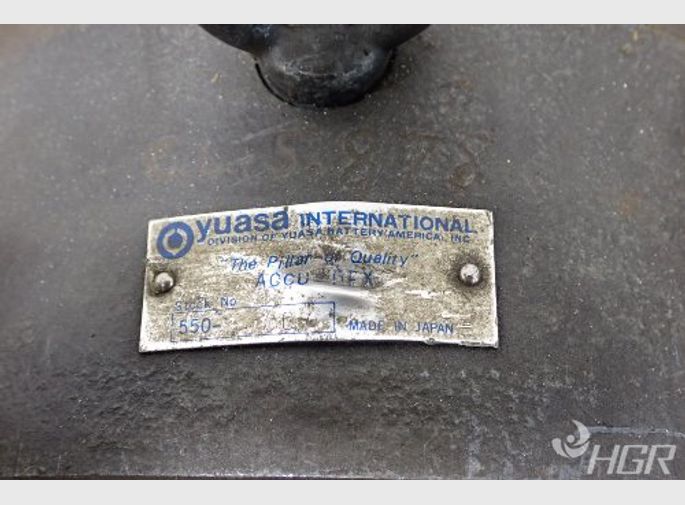 yuasa INTERNATIONAL
DIVISION OF YUASA BATTERY AMERICA, INC.
"The Pillar of Quality"
ACCU
Stock No
550-
MADE IN JAPAN
HGR